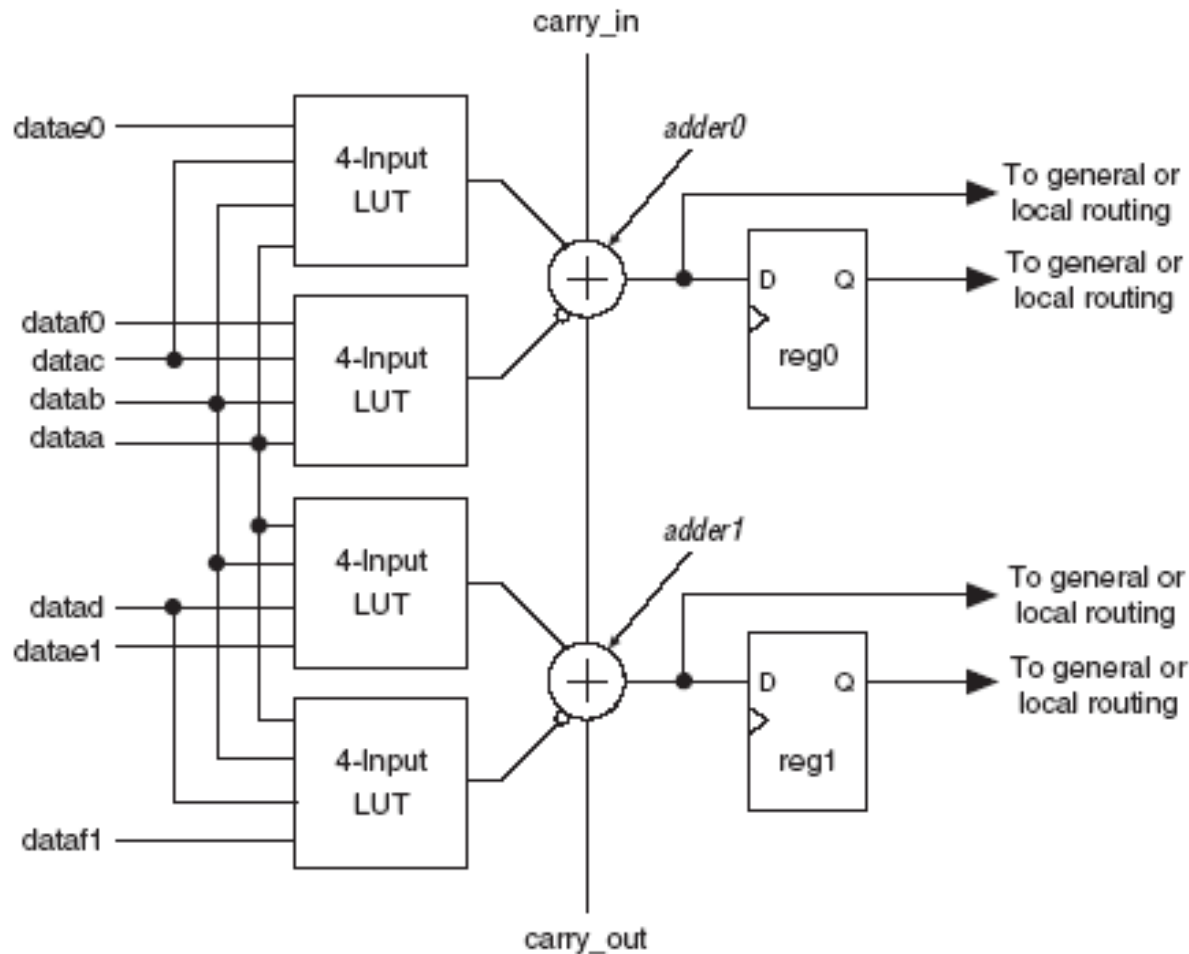 carry_in
datae0
4-Input
LUT
adder0
To general or
local routing
D
Q
reg0
To general or
local routing
dataf0
datac
datab
dataa
4-Input
LUT
4-Input
LUT
adder1
To general or
local routing
datad
datae1
D
Q
reg1
To general or
local routing
4-Input
LUT
dataf1
carry_out